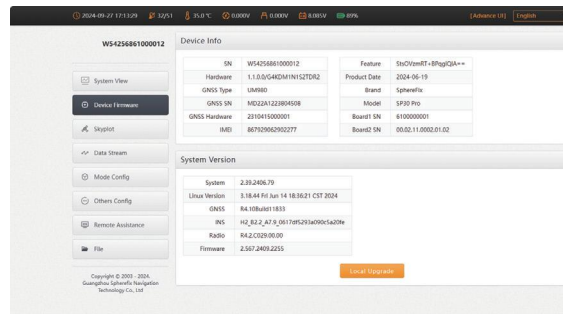 2024-09-27 17:13:29 32/51 35.0 °C 0.000V 0.000V 8.085V 89% [Advance UI] English
W54256861000012
System View
Device Firmware
Skyplot
Data Stream
Mode Config
Others Config
Remote Assistance
File
Copyright © 2003 - 2024.
Guangzhou Spherefix Navigation
Technology Co., Ltd
Device Info
SN W54256861000012 Feature StsOVzmRT+BPqgIQIA==
Hardware 1.1.0.0/G4KDM1N1S2TDR2 Product Date 2024-06-19
GNSS Type UM980 Brand SphereFix
GNSS SN MD22A1223804508 Model SP30 Pro
GNSS Hardware 2310415000001 Board1 SN 6100000001
IMEI 867929062902277 Board2 SN 00.02.11.0002.01.02
System Version
System 2.39.2406.79
Linux Version 3.18.44 Fri Jun 14 18:36:21 CST 2024
GNSS R4.10Build11833
INS H2_B2.2_A7.9_0617df5293a090c5a20fe
Radio R4.2.C029.00.00
Firmware 2.567.2409.2255
Local Upgrade